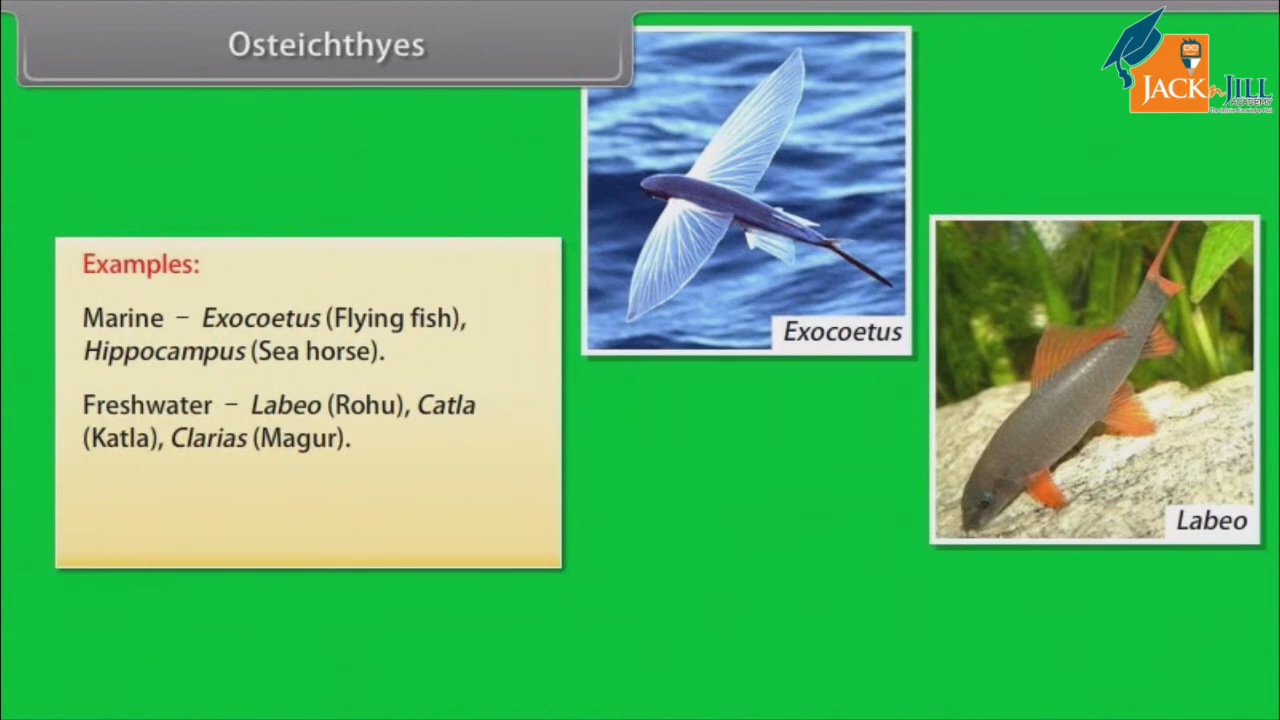 Osteichthyes
JACK n JILL
ACADEMY
Examples:
Marine – Exocoetus (Flying fish),
Hippocampus (Sea horse).
Freshwater – Labeo (Rohu), Catla
(Katla), Clarias (Magur).
Exocoetus
Labeo